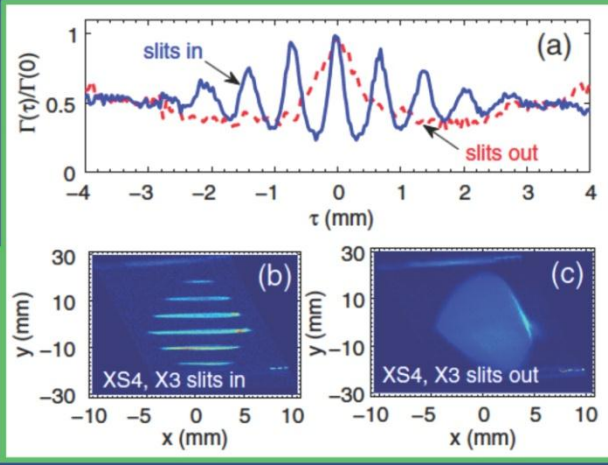 (a)
slits in
slits out
Γ(τ)/Γ(0)
1
0.5
0
−4 −3 −2 −1 0 1 2 3 4
τ (mm)
(b)
XS4, X3 slits in
y (mm)
30
10
−10
−30
−10 −5 0 5 10
x (mm)
(c)
XS4, X3 slits out
y (mm)
30
10
−10
−30
−10 −5 0 5 10
x (mm)